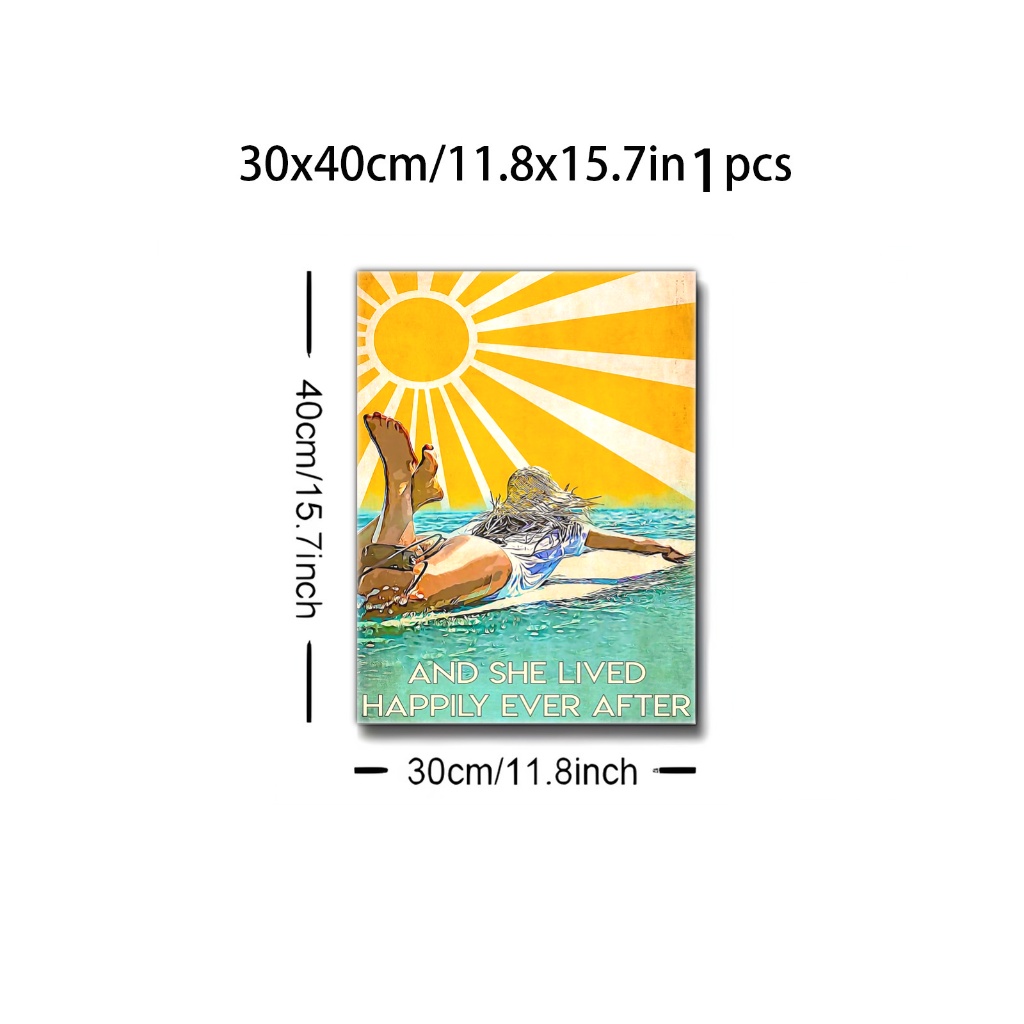 30x40cm/11.8x15.7in 1 pcs
40cm/15.7inch
AND SHE LIVED
HAPPILY EVER AFTER
30cm/11.8inch